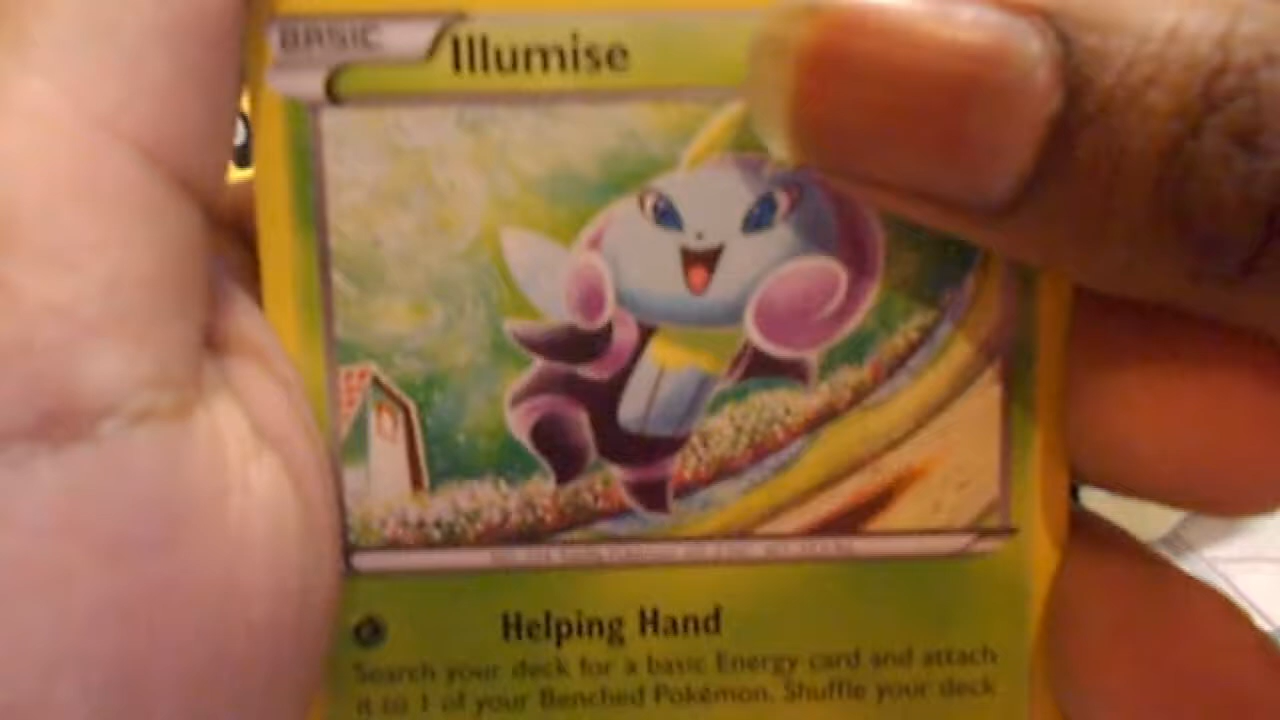 BASIC
Illumise
Helping Hand
Search your deck for a basic Energy card and attach
it to 1 of your Benched Pokémon. Shuffle your deck